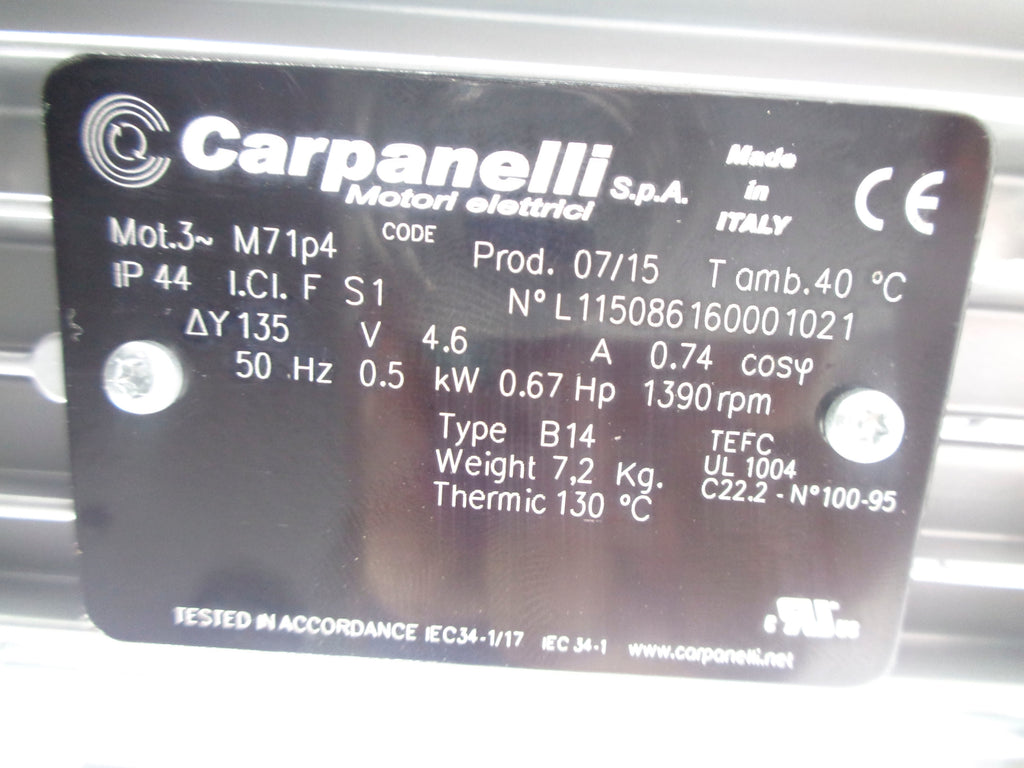 Carpanelli S.p.A.
Motori elettrici
Made
in
ITALY
CE
Mot.3~ M71p4 CODE Prod. 07/15 T amb.40 °C
IP 44 I.Cl. F S1 N° L115086160001021
ΔY 135 V 4.6 A 0.74 cosφ
50 Hz 0.5 kW 0.67 Hp 1390 rpm
Type B14 TEFC
Weight 7,2 Kg. UL 1004
Thermic 130 °C C22.2 - N°100-95
TESTED IN ACCORDANCE IEC34-1/17 IEC 34-1 www.carpanelli.net